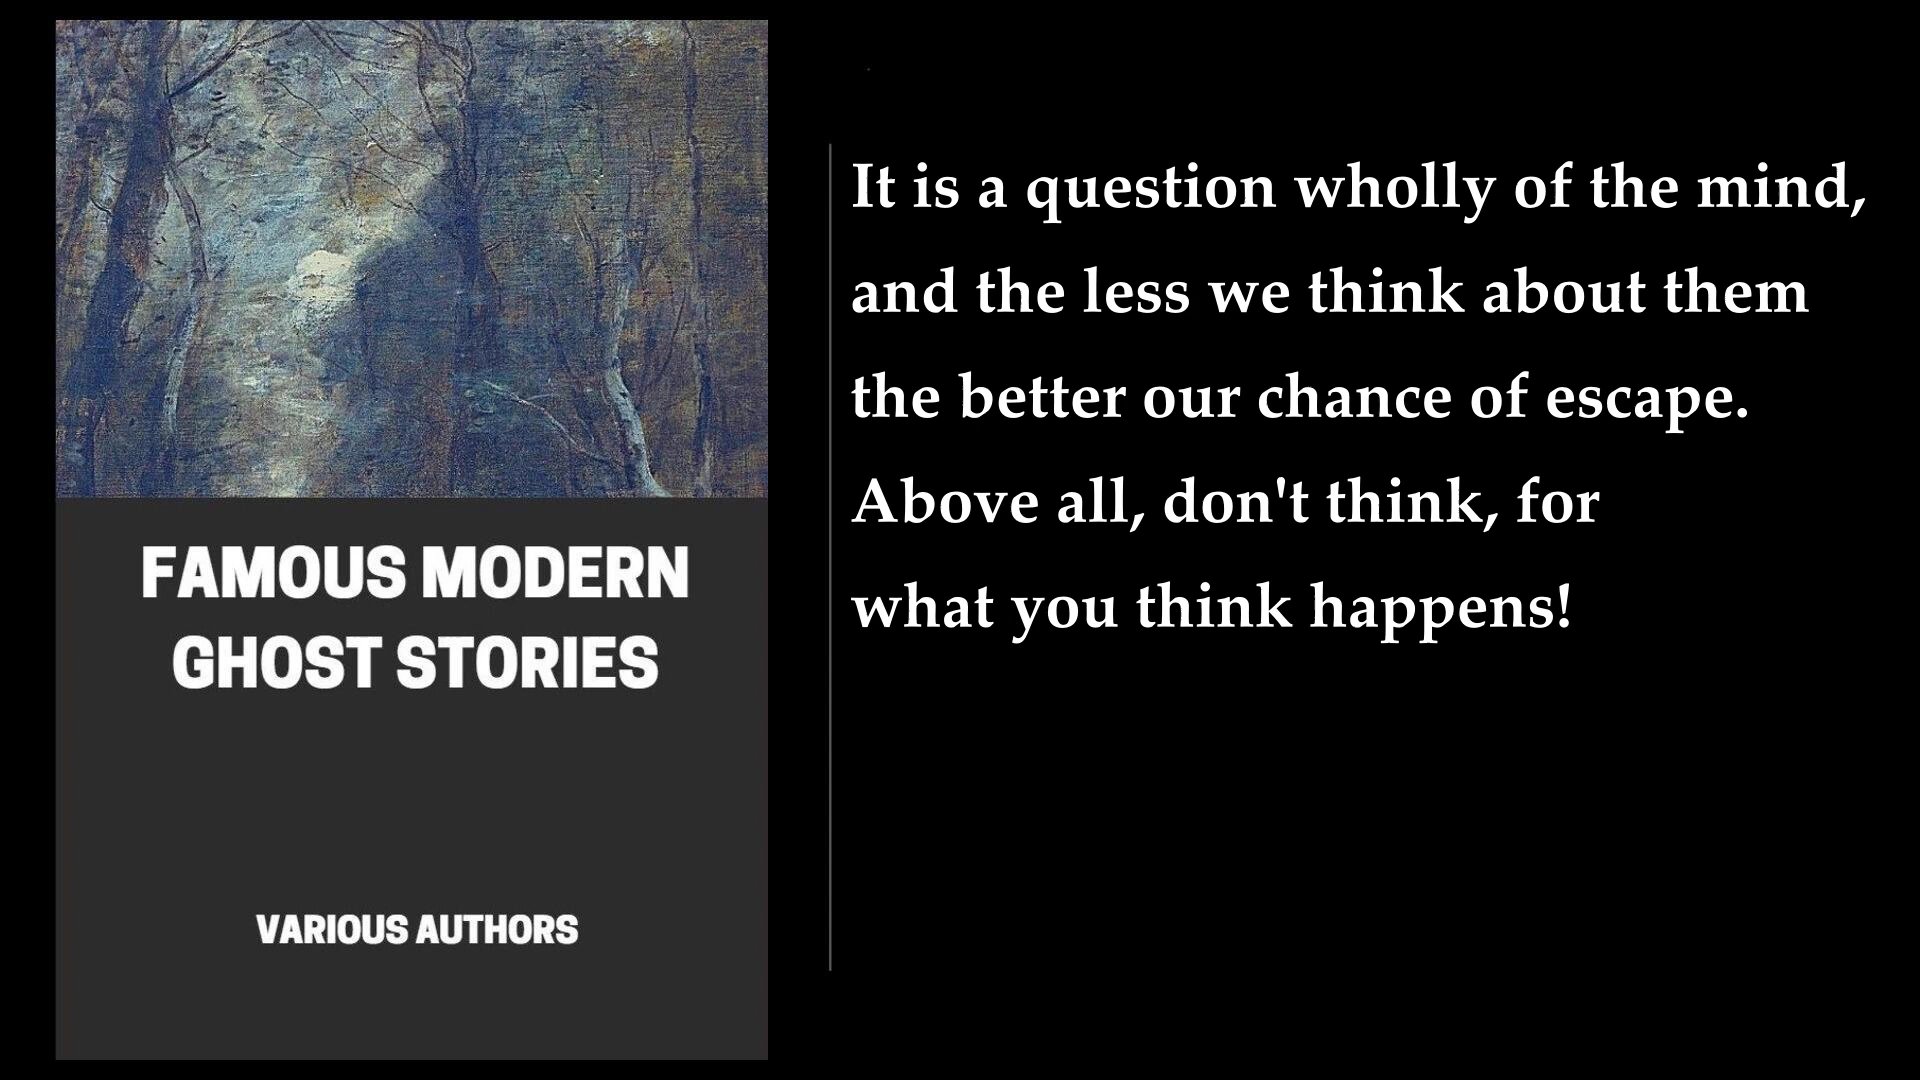 FAMOUS MODERN
GHOST STORIES
VARIOUS AUTHORS
It is a question wholly of the mind,
and the less we think about them
the better our chance of escape.
Above all, don't think, for
what you think happens!